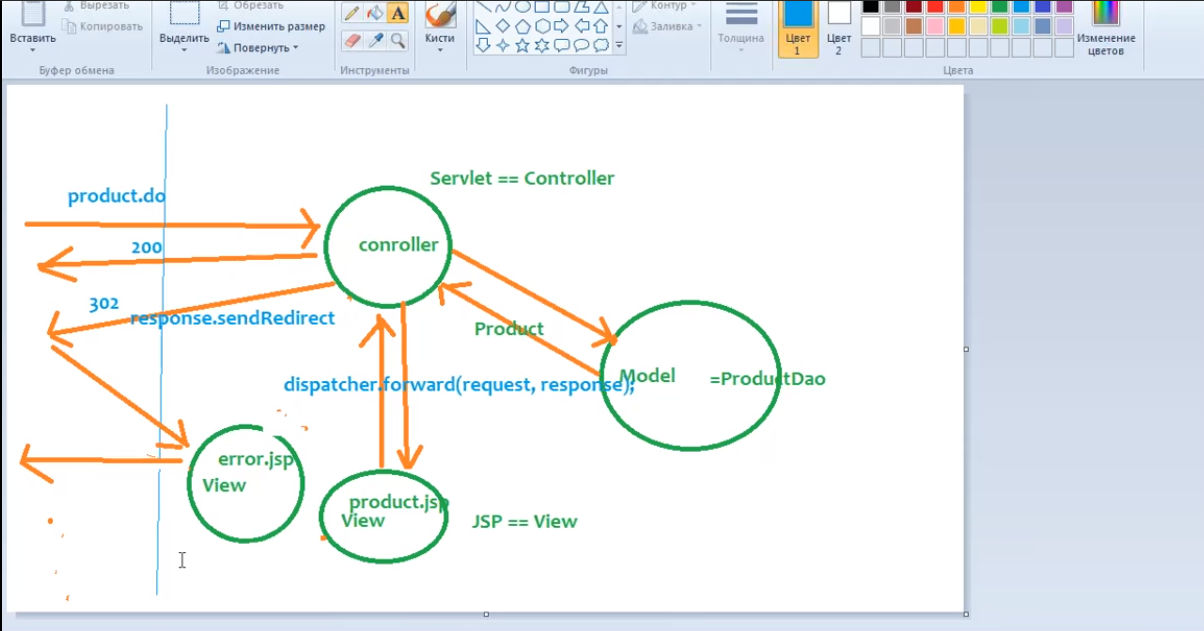 Вырезать
Обрезать
Контур
Вставить
Копировать
Выделить
Изменить размер
Повернуть
A
Кисти
Заливка
Толщина
Цвет
1
Цвет
2
Изменение
цветов
Буфер обмена
Изображение
Инструменты
Фигуры
Цвета
Servlet == Controller
product.do
conroller
200
302
response.sendRedirect
Product
Model
=ProductDao
dispatcher.forward(request, response);
error.jsp
View
product.jsp
View
JSP == View